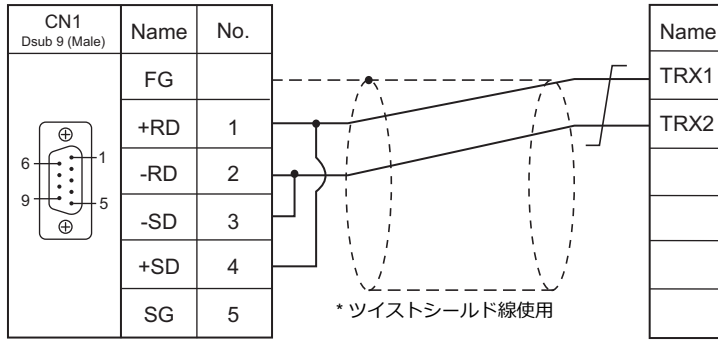 CN1
Dsub 9 (Male)
Name No.
FG
+RD 1
-RD 2
-SD 3
+SD 4
SG 5
6
1
9
5
Name
TRX1
TRX2
* ツイストシールド線使用